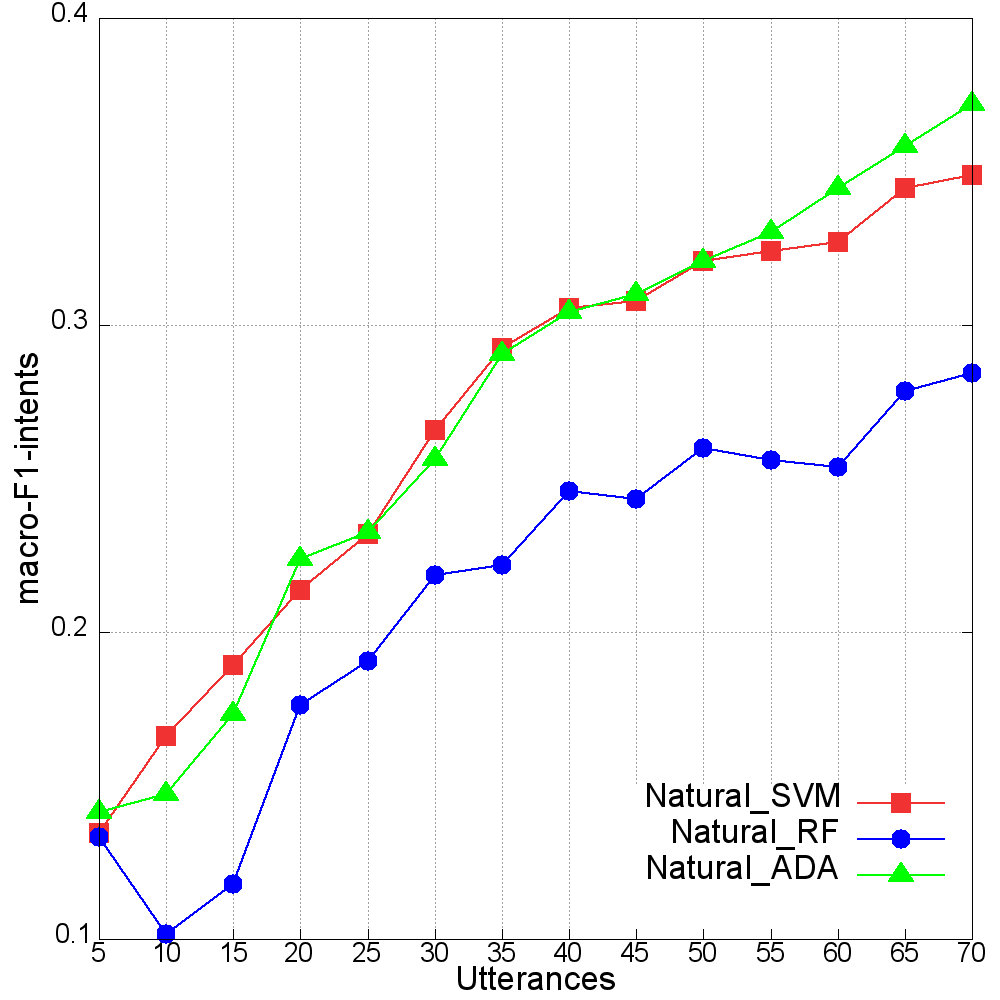 0.4
0.3
0.2
0.1
macro-F1-intents
Natural_SVM
Natural_RF
Natural_ADA
5 10 15 20 25 30 35 40 45 50 55 60 65 70
Utterances